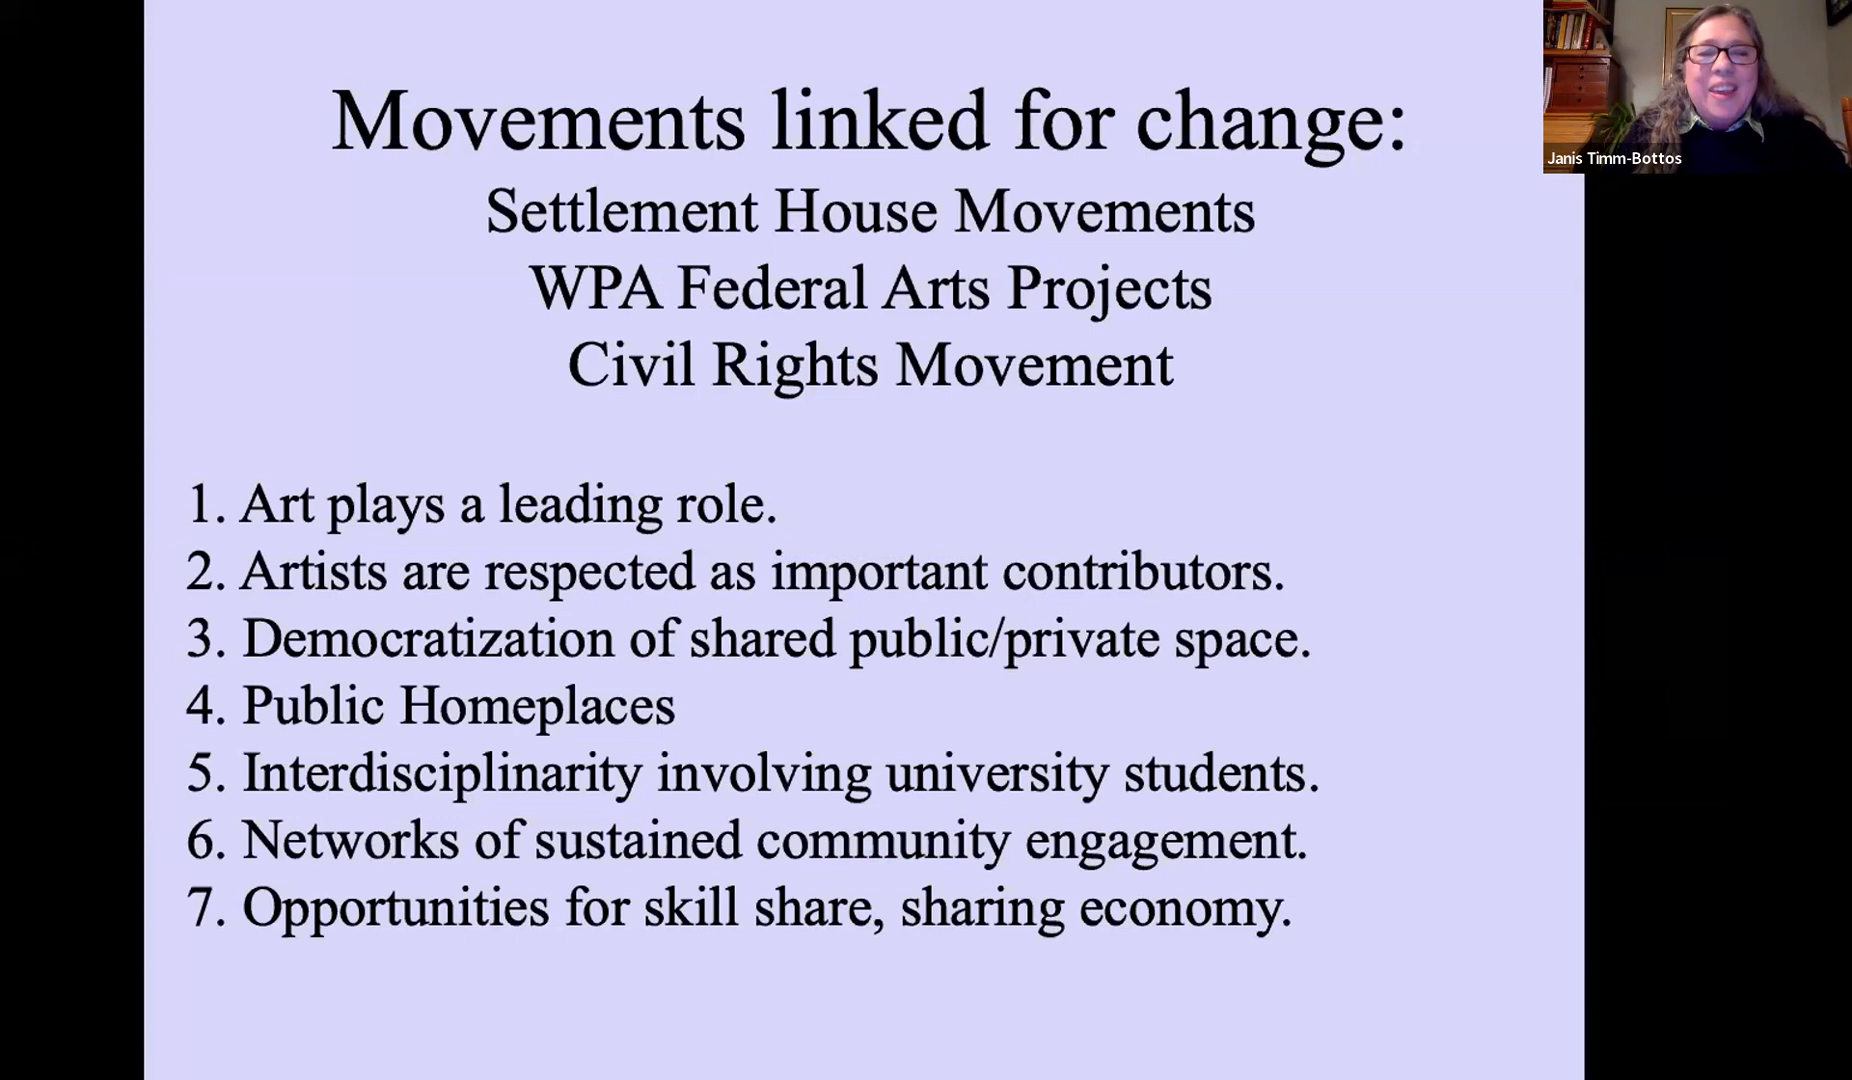 Movements linked for change:
Settlement House Movements
WPA Federal Arts Projects
Civil Rights Movement
1. Art plays a leading role.
2. Artists are respected as important contributors.
3. Democratization of shared public/private space.
4. Public Homeplaces
5. Interdisciplinarity involving university students.
6. Networks of sustained community engagement.
7. Opportunities for skill share, sharing economy.
Janis Timm-Bottos